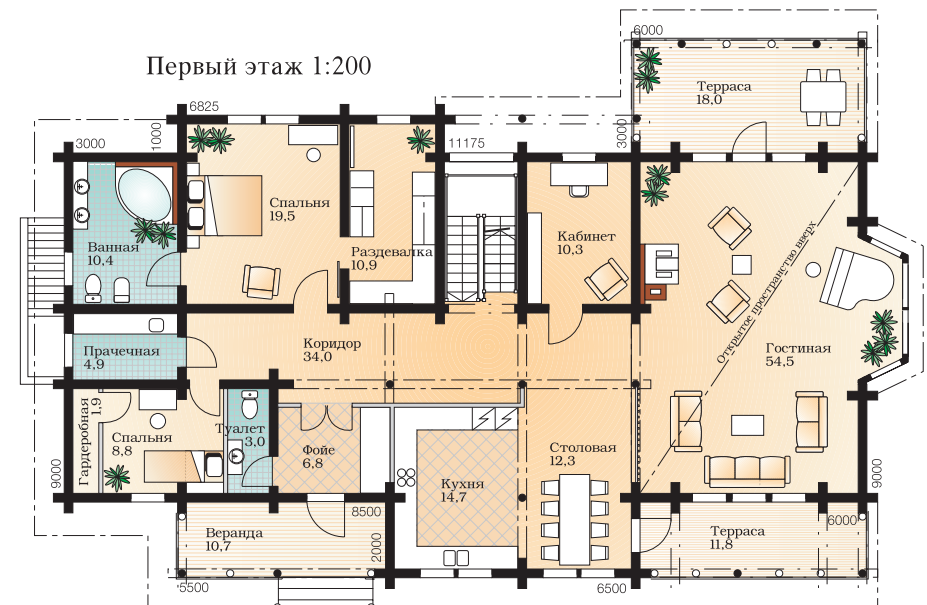 6000
Первый этаж 1:200
Терраса
18,0
6825
3000
1000
11175
3000
Спальня
19,5
Раздевалка
10,9
Кабинет
10,3
Ванная
10,4
Открытое пространство вверх
Прачечная
4,9
Коридор
34,0
Гостиная
54,5
Гардеробная
1,9
Спальня
8,8
Туалет
3,0
Фойе
6,8
Кухня
14,7
Столовая
12,3
9000
9000
Веранда
10,7
8500
2000
Терраса
11,8
6000
5500
6500